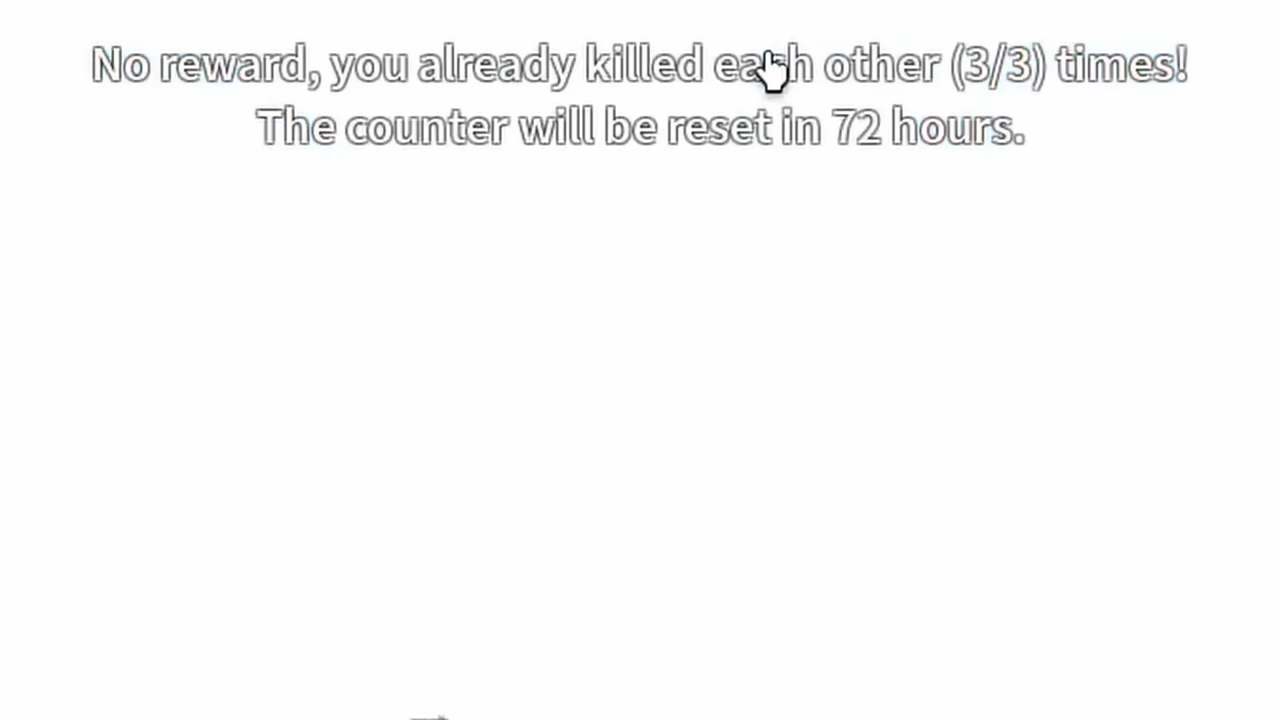 No reward, you already killed each other (3/3) times!
The counter will be reset in 72 hours.